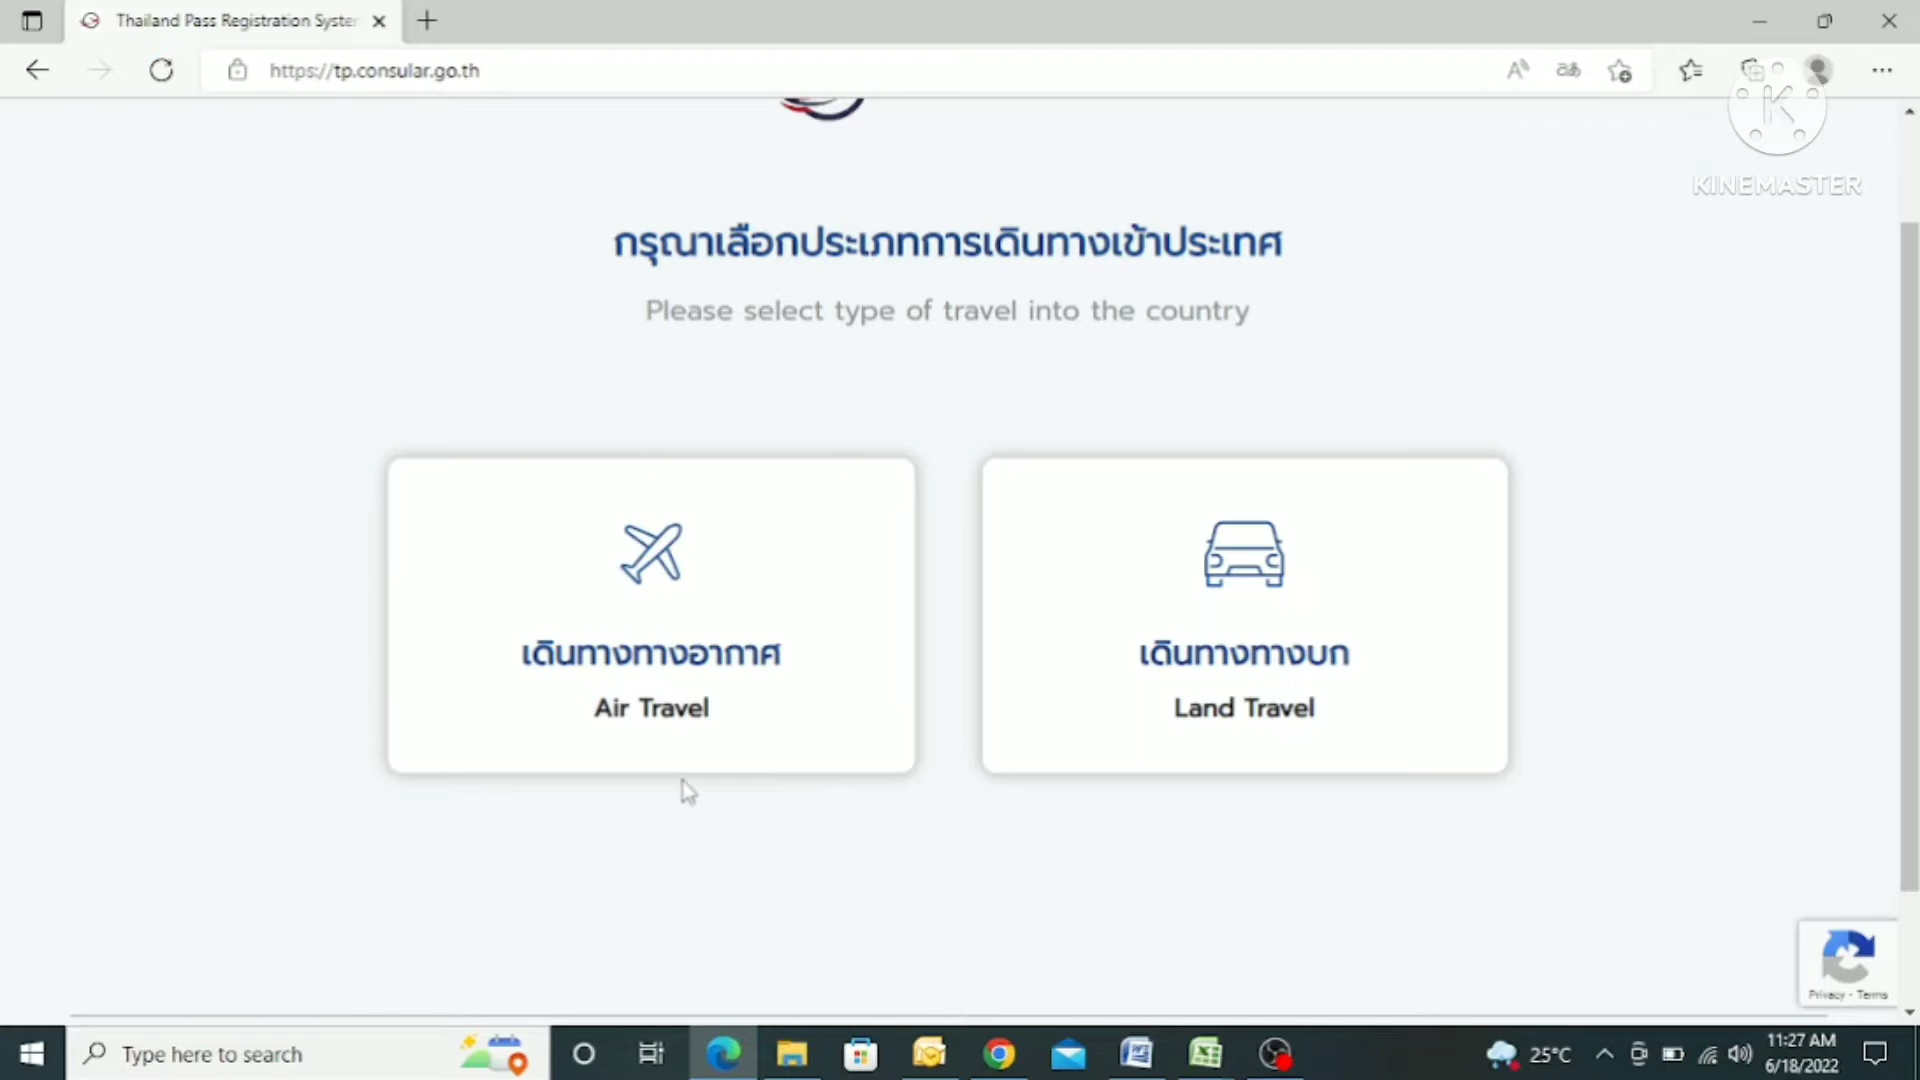 Thailand Pass Registration Syster
https://tp.consular.go.th
KINEMASTER
กรุณาเลือกประเภทการเดินทางเข้าประเทศ
Please select type of travel into the country
เดินทางทางอากาศ
Air Travel
เดินทางทางบก
Land Travel
Privacy - Terms
Type here to search
25°C
11:27 AM
6/18/2022